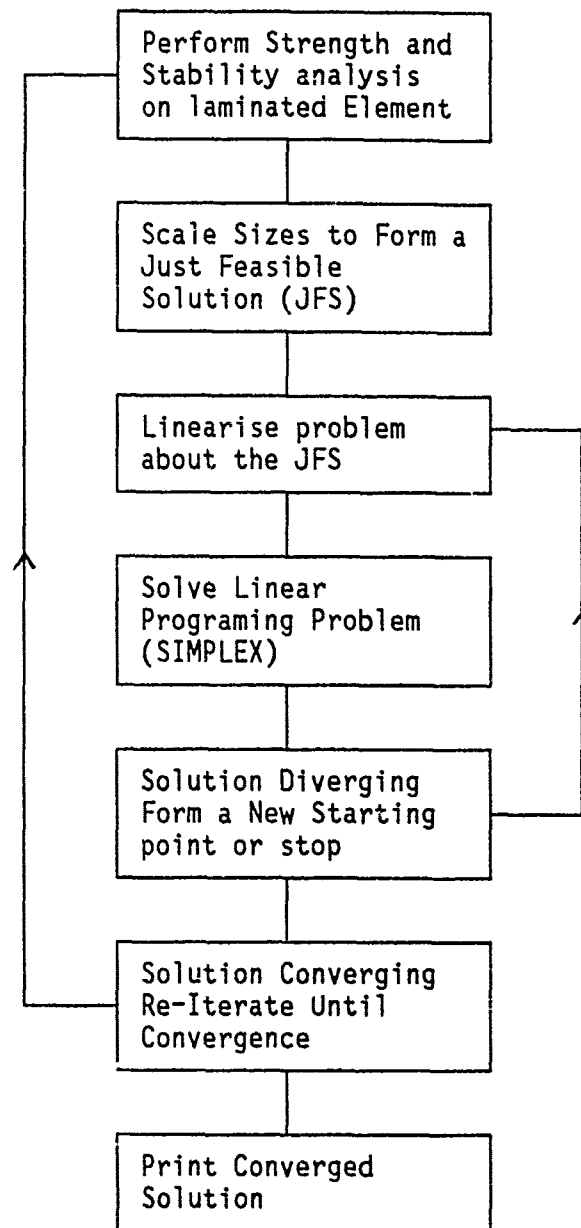 Perform Strength and
Stability analysis
on laminated Element
Scale Sizes to Form a
Just Feasible
Solution (JFS)
Linearise problem
about the JFS
Solve Linear
Programing Problem
(SIMPLEX)
Solution Diverging
Form a New Starting
point or stop
Solution Converging
Re-Iterate Until
Convergence
Print Converged
Solution